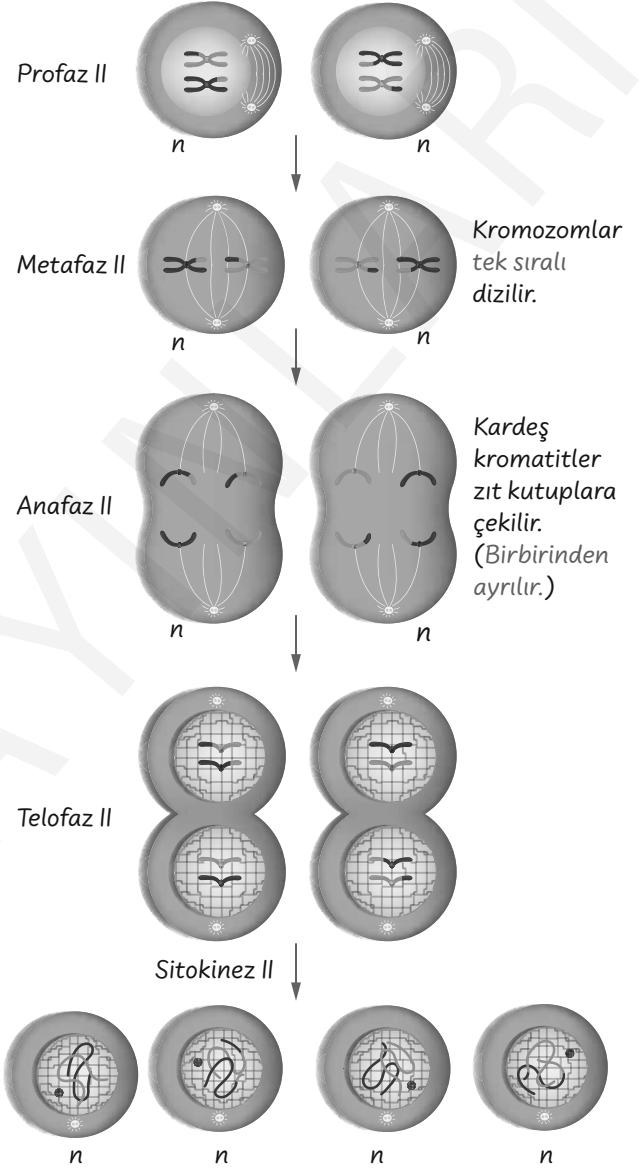 Profaz II
n
n
Metafaz II
Kromozomlar
tek sıralı
dizilir.
n
n
Anafaz II
Kardeş
kromatitler
zıt kutuplara
çekilir.
(Birbirinden
ayrılır.)
n
n
Telofaz II
Sitokinez II
n
n
n
n